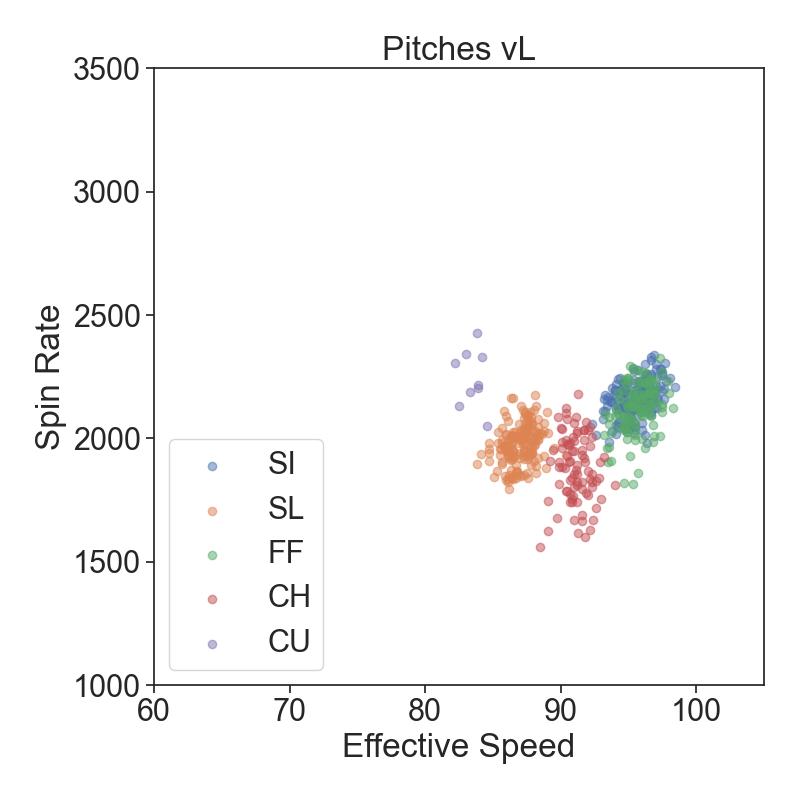 Pitches vL
3500
3000
2500
2000
1500
1000
Spin Rate
SI
SL
FF
CH
CU
60 70 80 90 100
Effective Speed